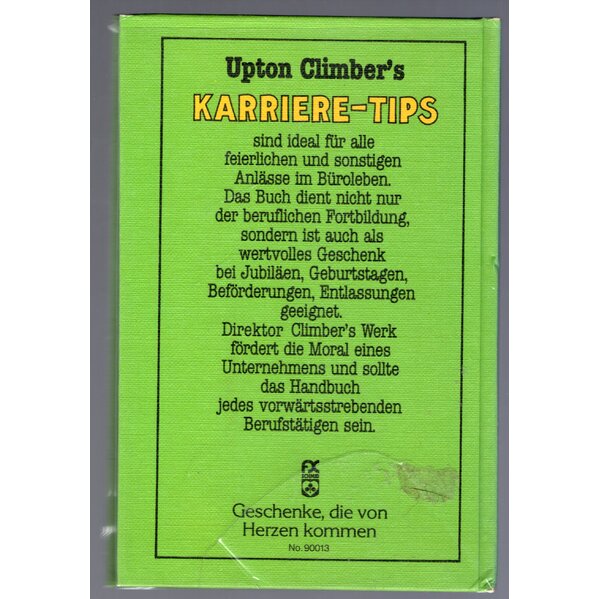 Upton Climber's
KARRIERE-TIPS
sind ideal für alle
feierlichen und sonstigen
Anlässe im Büroleben.
Das Buch dient nicht nur
der beruflichen Fortbildung,
sondern ist auch als
wertvolles Geschenk
bei Jubiläen, Geburtstagen,
Beförderungen, Entlassungen
geeignet.
Direktor Climber's Werk
fördert die Moral eines
Unternehmens und sollte
das Handbuch
jedes vorwärtsstrebenden
Berufstätigen sein.
FX
SCHMID
Geschenke, die von
Herzen kommen
No. 90013